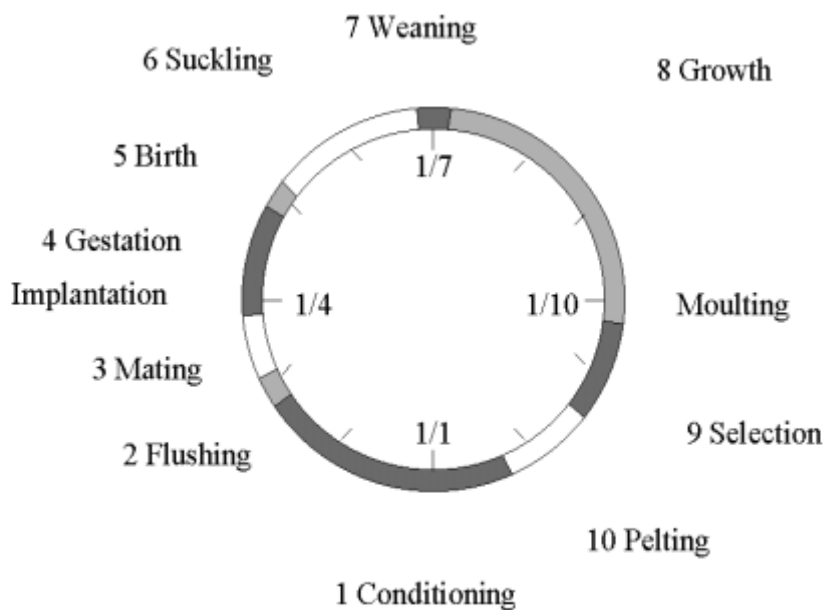 7 Weaning
6 Suckling
8 Growth
5 Birth
1/7
4 Gestation
Implantation
1/4
1/10
Moulting
3 Mating
1/1
9 Selection
2 Flushing
10 Pelting
1 Conditioning